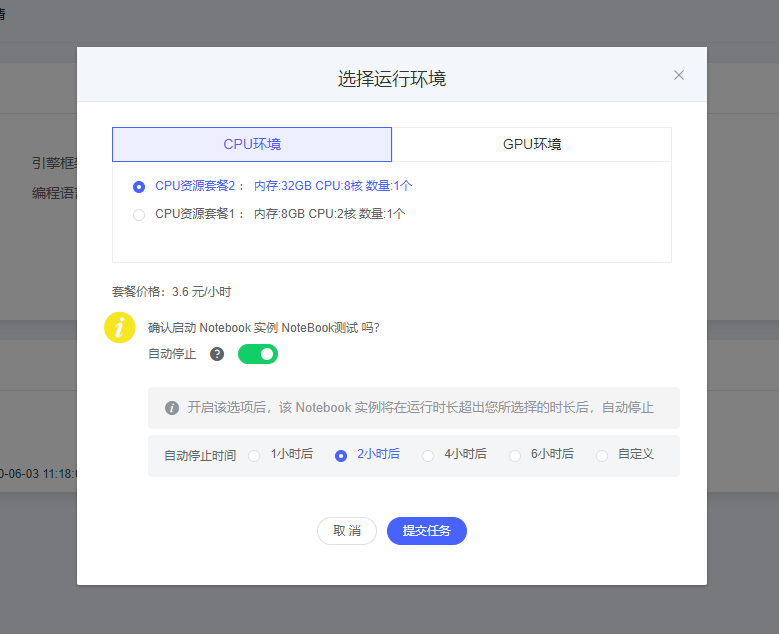 情
选择运行环境
CPU环境 GPU环境
引擎框
CPU资源套餐2： 内存:32GB CPU:8核 数量:1个
编程语
CPU资源套餐1： 内存:8GB CPU:2核 数量:1个
套餐价格：3.6 元/小时
确认启动 Notebook 实例 NoteBook测试 吗?
自动停止
开启该选项后，该 Notebook 实例将在运行时长超出您所选择的时长后，自动停止
自动停止时间 1小时后 2小时后 4小时后 6小时后 自定义
0-06-03 11:18:
取 消 提交任务